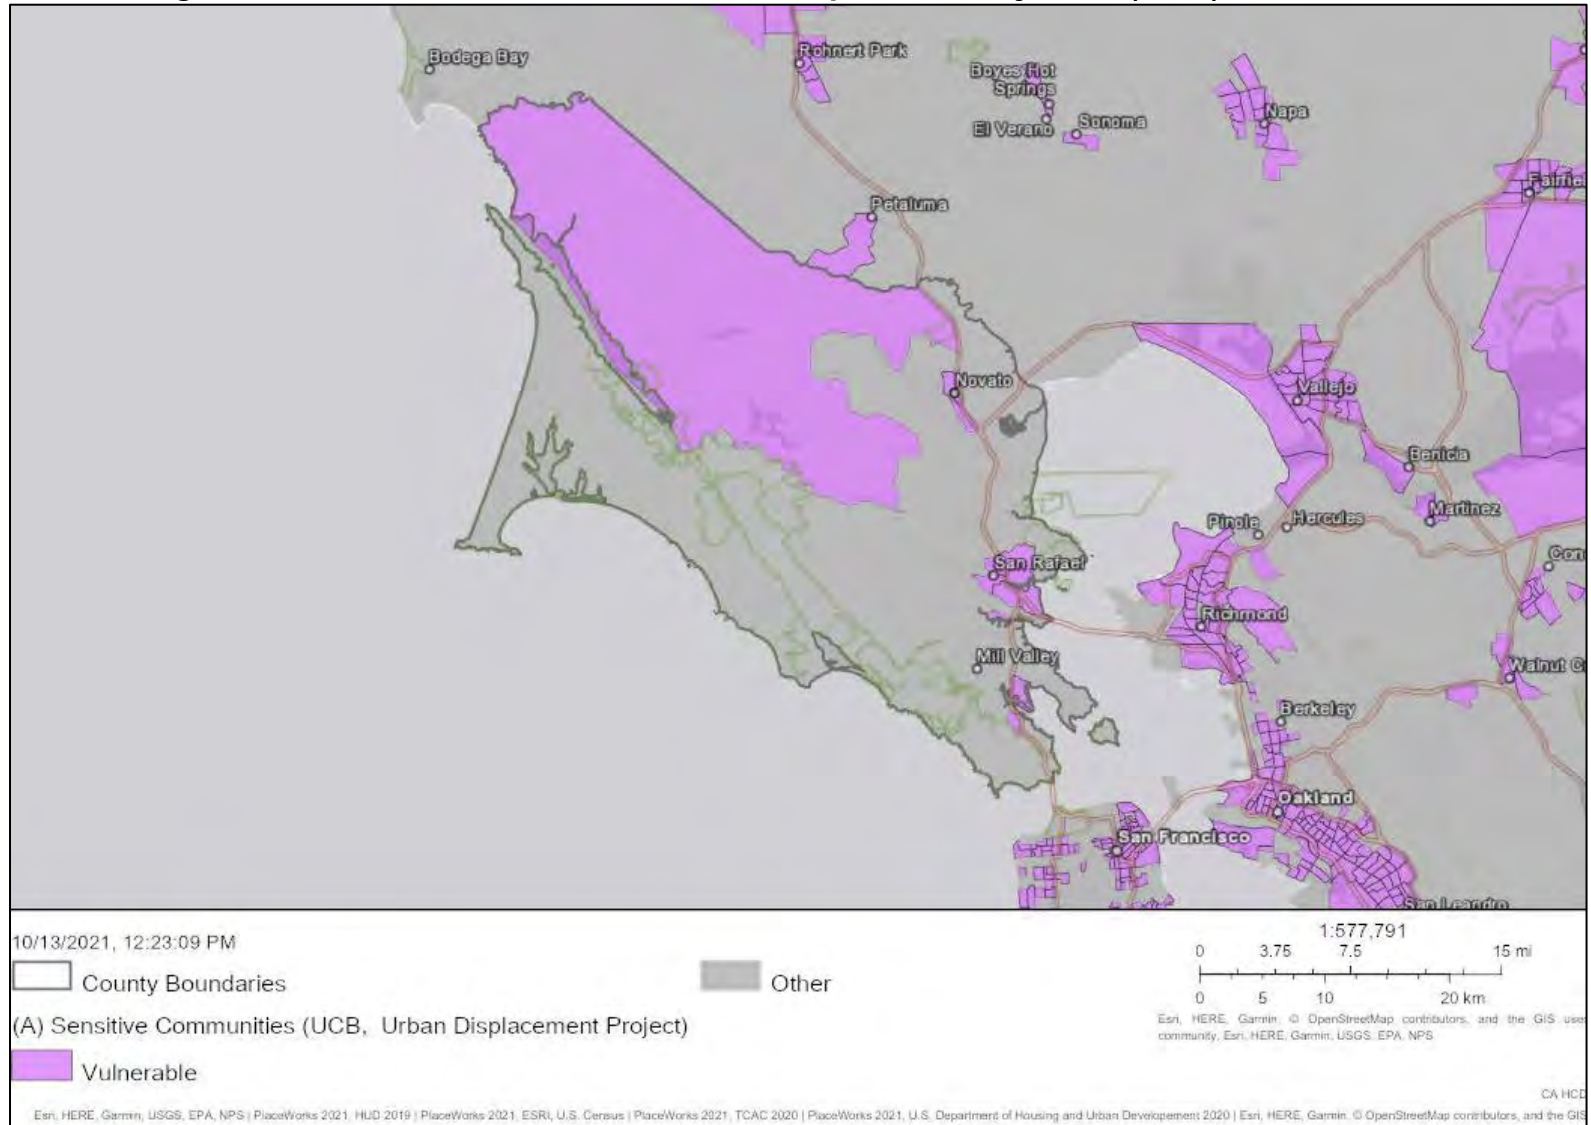 Bodega Bay
Rohnert Park
Boyes Hot
Springs
El Verano
Sonoma
Napa
Fairfie
Petaluma
Novato
Vallejo
Benicia
Martinez
Pinole
Hercules
Con
San Rafael
Richmond
Mill Valley
Walnut C
Berkeley
Oakland
San Francisco
San Leandro
10/13/2021, 12:23:09 PM
County Boundaries
Other
(A) Sensitive Communities (UCB, Urban Displacement Project)
Vulnerable
1:577,791
0 3.75 7.5 15 mi
0 5 10 20 km
Esri, HERE, Garmin, © OpenStreetMap contributors, and the GIS user
community, Esri, HERE, Garmin, USGS, EPA, NPS
CA HCD
Esri, HERE, Garmin, USGS, EPA, NPS | PlaceWorks 2021, HUD 2019 | PlaceWorks 2021, ESRI, U.S. Census | PlaceWorks 2021, TCAC 2020 | PlaceWorks 2021, U.S. Department of Housing and Urban Developement 2020 | Esri, HERE, Garmin, © OpenStreetMap contributors, and the GIS